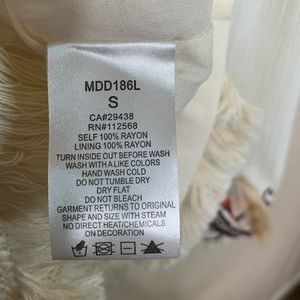 MDD186L
S
CA#29438
RN#112568
SELF 100% RAYON
LINING 100% RAYON
TURN INSIDE OUT BEFORE WASH
WASH WITH A LIKE COLORS
HAND WASH COLD
DO NOT TUMBLE DRY
DRY FLAT
DO NOT BLEACH
GARMENT RETURNS TO ORIGINAL
SHAPE AND SIZE WITH STEAM
NO DIRECT HEAT/CHEMICALS
ON DECORATION